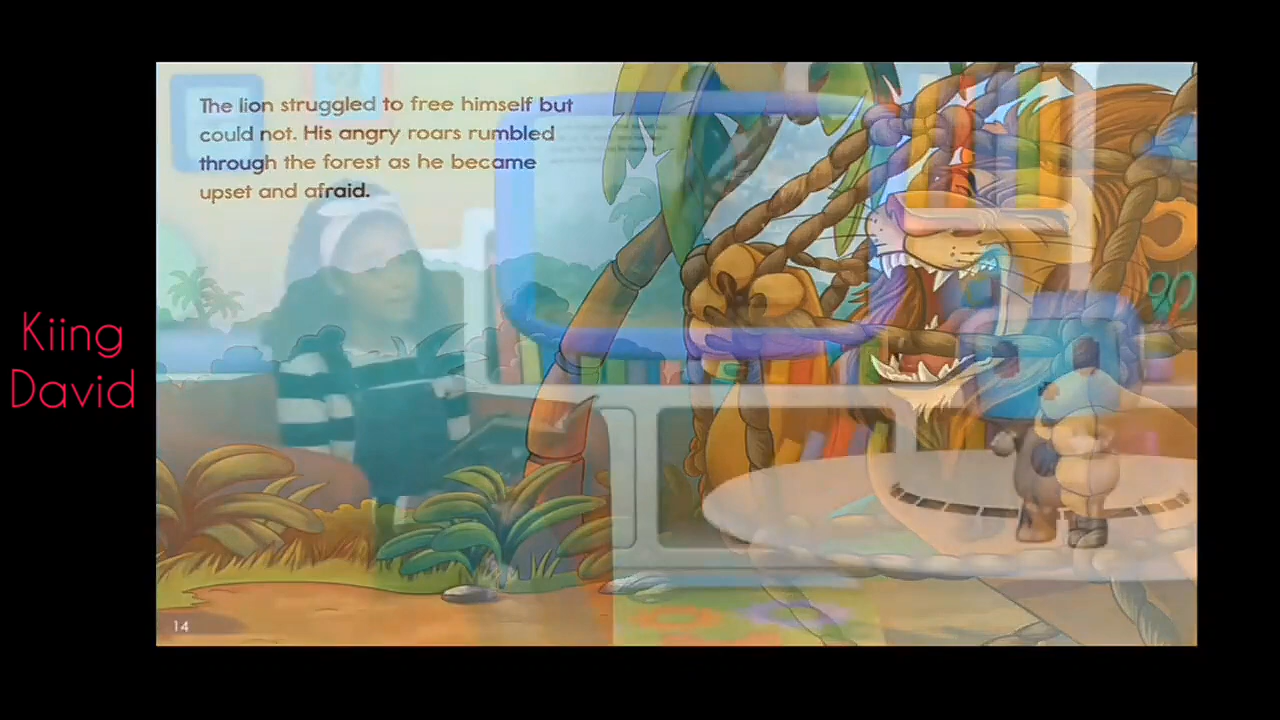 The lion struggled to free himself but
could not. His angry roars rumbled
through the forest as he became
upset and afraid.
Kiing
David
14